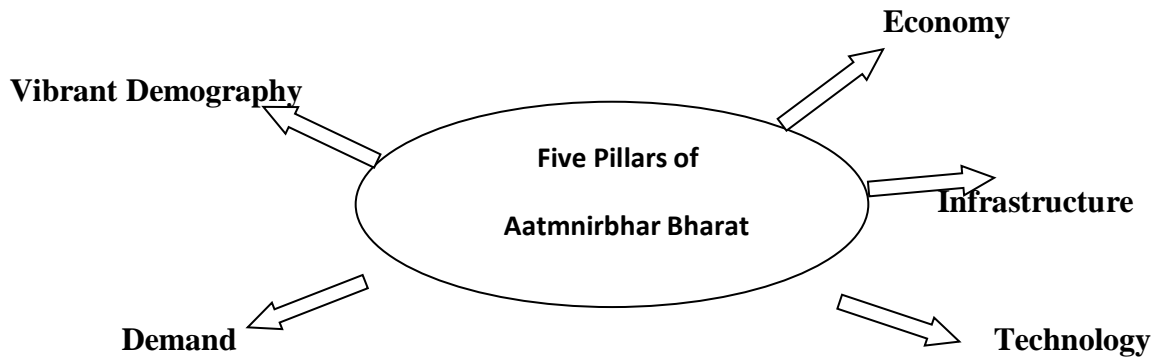 Economy
Vibrant Demography
Five Pillars of
Aatmnirbhar Bharat
Infrastructure
Demand
Technology